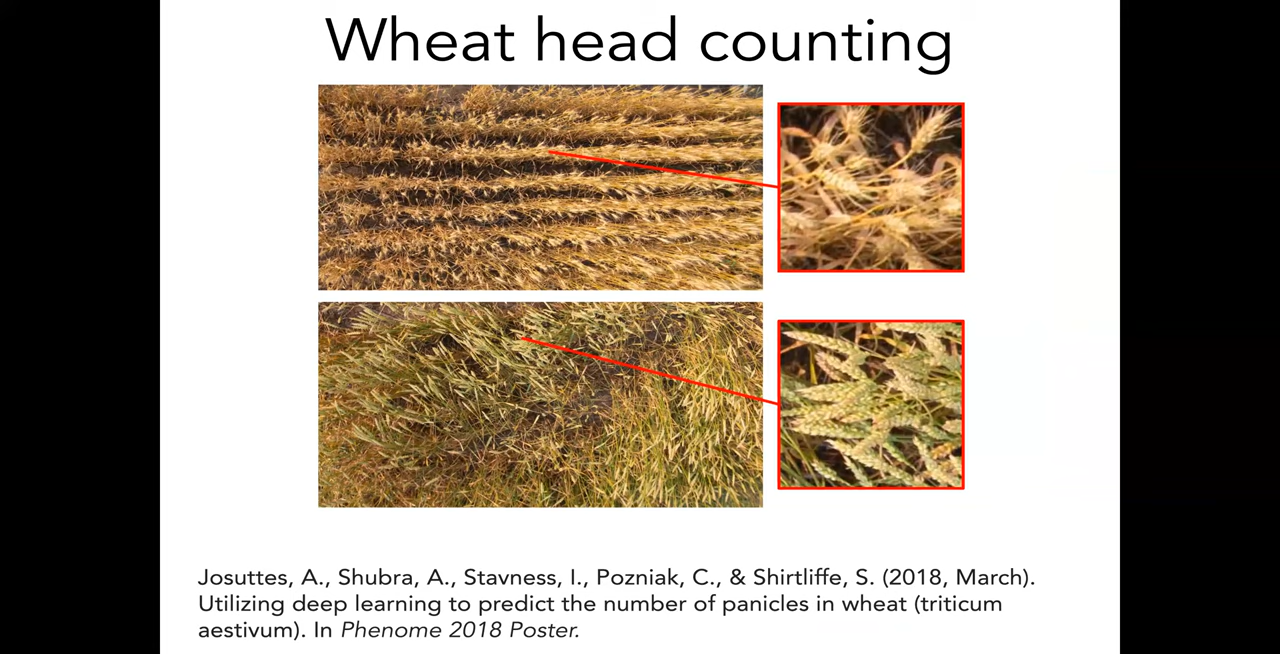 Wheat head counting
Josuttes, A., Shubra, A., Stavness, I., Pozniak, C., & Shirtliffe, S. (2018, March).
Utilizing deep learning to predict the number of panicles in wheat (triticum
aestivum). In Phenome 2018 Poster.